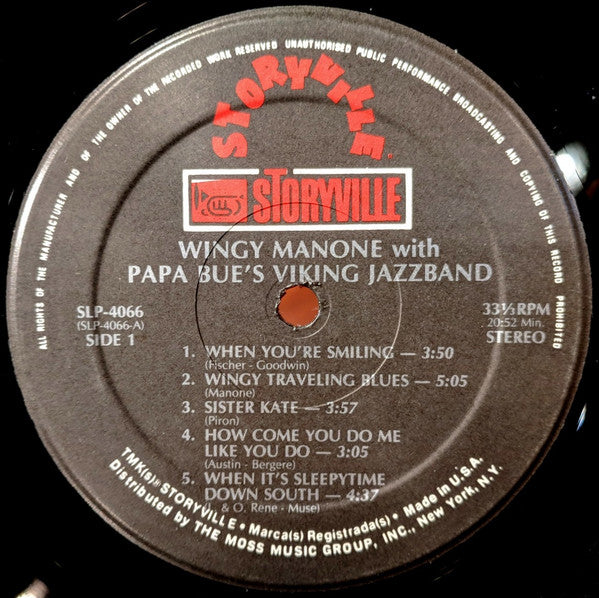 ALL RIGHTS OF THE MANUFACTURER AND OF THE OWNER OF THE RECORDED WORK RESERVED UNAUTHORISED PUBLIC PERFORMANCE BROADCASTING AND COPYING OF THIS RECORD PROHIBITED
STORYVILLE
STORYVILLE
WINGY MANONE with
PAPA BUE'S VIKING JAZZBAND
SLP-4066
(SLP-4066-A)
SIDE 1
33⅓ RPM
20:52 Min.
STEREO
1. WHEN YOU'RE SMILING — 3:50
(Fischer - Goodwin)
2. WINGY TRAVELING BLUES — 5:05
(Manone)
3. SISTER KATE — 3:57
(Piron)
4. HOW COME YOU DO ME
LIKE YOU DO — 3:05
(Austin - Bergere)
5. WHEN IT'S SLEEPYTIME
DOWN SOUTH — 4:37
& O. Rene - Muse)
TMK(s) ® STORYVILLE • Marca(s) Registrada(s) • Made in U.S.A.
Distributed by THE MOSS MUSIC GROUP, INC., New York, N.Y.